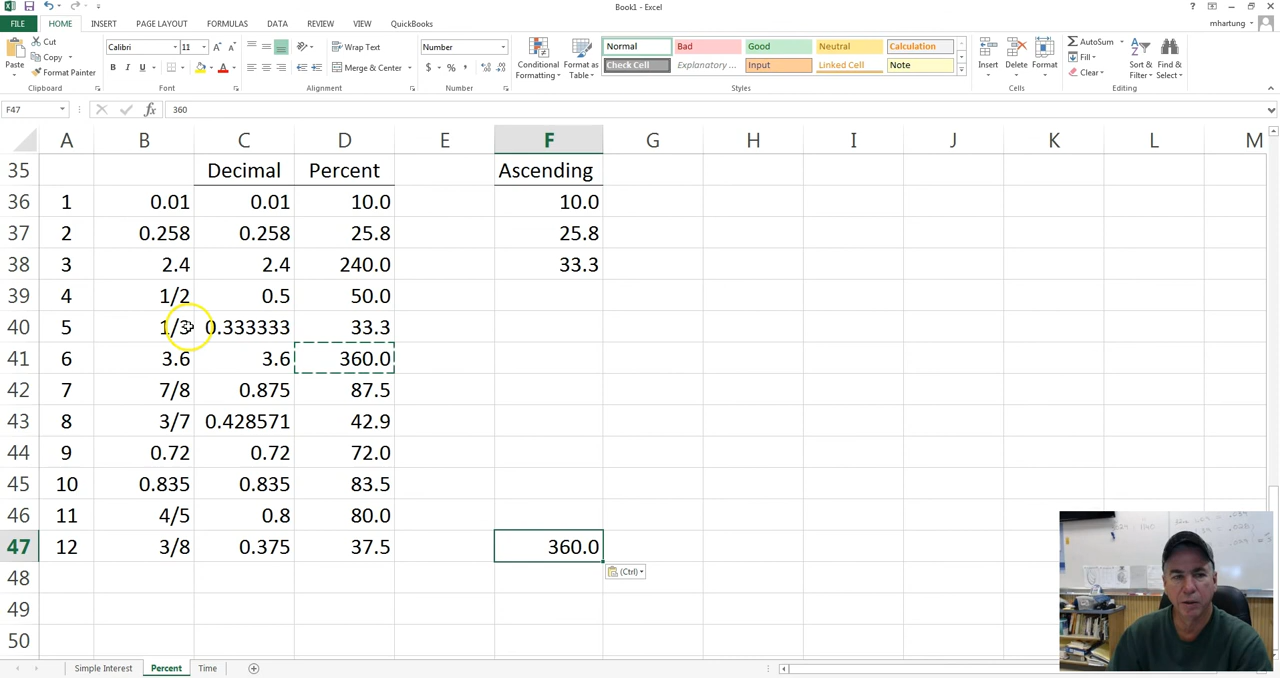 Book1 - Excel
mhartung
FILE HOME INSERT PAGE LAYOUT FORMULAS DATA REVIEW VIEW QuickBooks
Paste Cut Copy Format Painter Clipboard
Calibri 11 B I U Font
Wrap Text Merge & Center Alignment
Number $ % , Number
Conditional Formatting Format as Table
Normal Bad Good Neutral Calculation
Check Cell Explanatory ... Input Linked Cell Note
Styles
Insert Delete Format Cells
AutoSum Fill Clear Sort & Filter Find & Select Editing
F47 fx 360
A B C D E F G H I J K L M
35 Decimal Percent Ascending
36 1 0.01 0.01 10.0 10.0
37 2 0.258 0.258 25.8 25.8
38 3 2.4 2.4 240.0 33.3
39 4 1/2 0.5 50.0
40 5 1/3 0.333333 33.3
41 6 3.6 3.6 360.0
42 7 7/8 0.875 87.5
43 8 3/7 0.428571 42.9
44 9 0.72 0.72 72.0
45 10 0.835 0.835 83.5
46 11 4/5 0.8 80.0
47 12 3/8 0.375 37.5 360.0
(Ctrl)
48
49
50
Simple Interest Percent Time